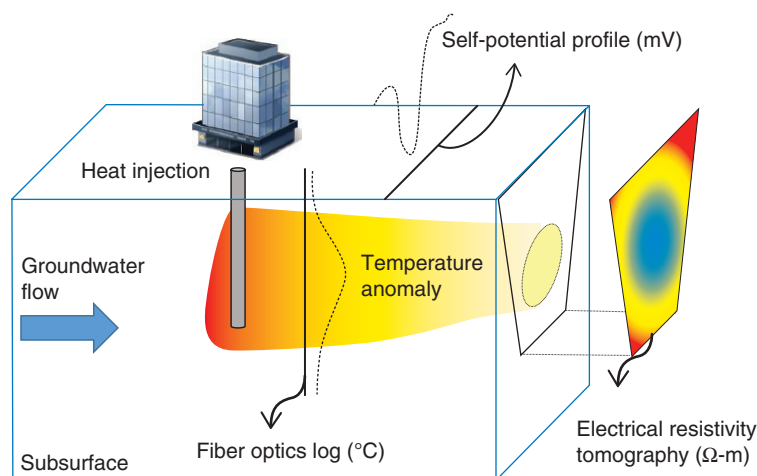 Self-potential profile (mV)
Heat injection
Groundwater
flow
Temperature
anomaly
Fiber optics log (°C)
Subsurface
Electrical resistivity
tomography (Ω-m)